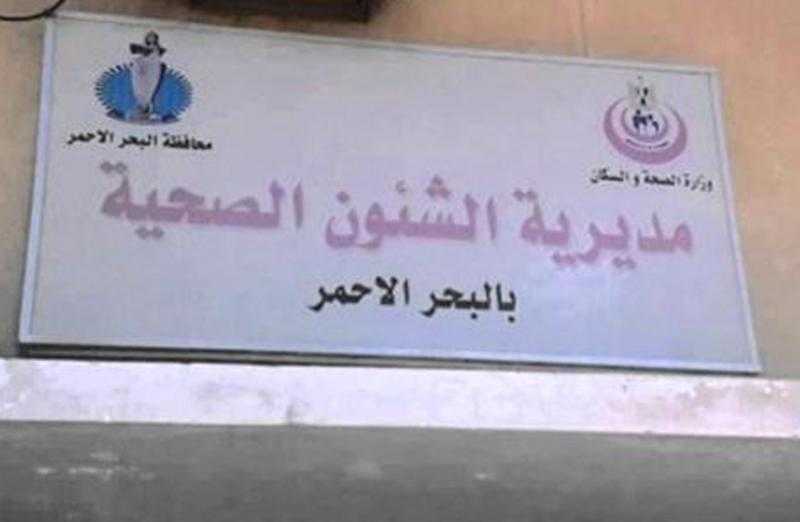 وزارة الصحة و السكان
محافظة البحر الاحمر
مديرية الشئون الصحية
بالبحر الاحمر